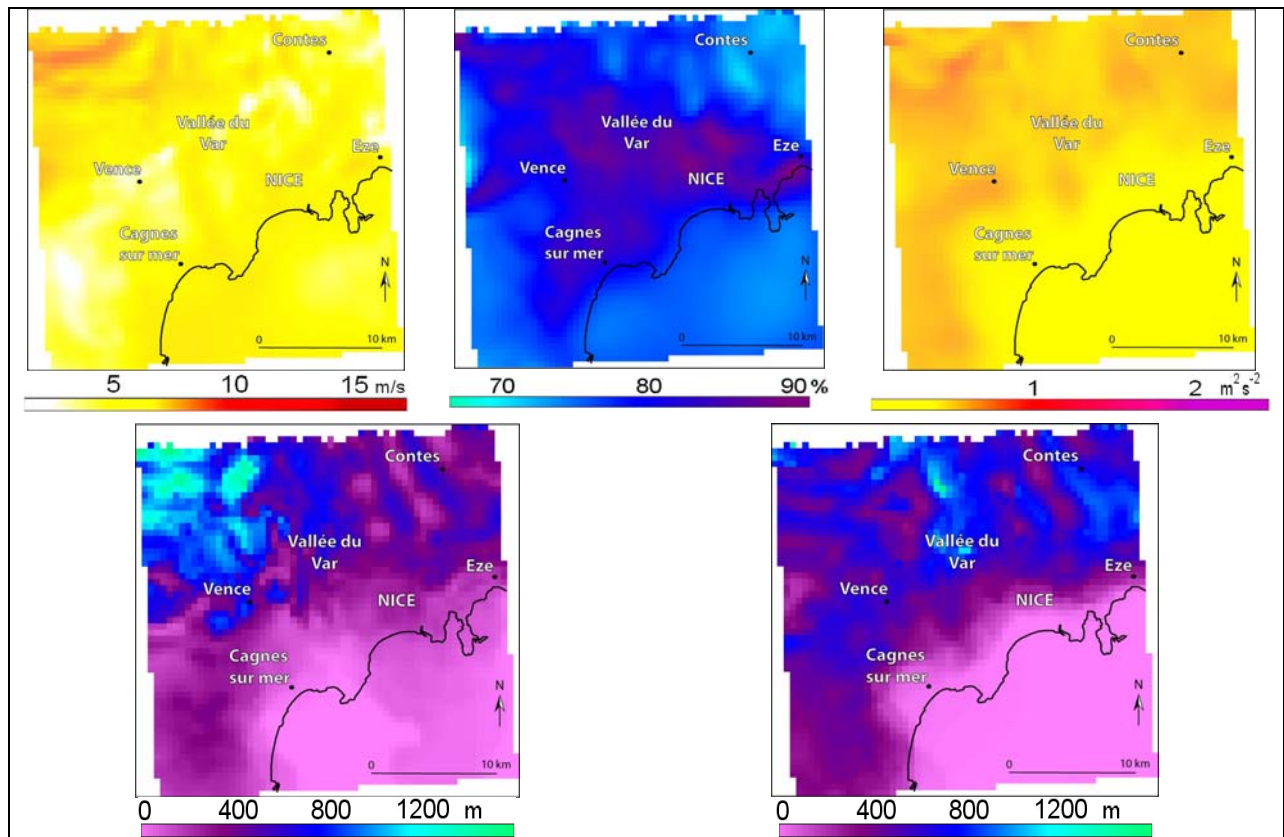 Contes
Vallée du
Var
Eze
Vence
NICE
Cagnes
sur mer
N
0 10 km
5 10 15 m/s
Contes
Vallée du
Var
Eze
Vence
NICE
Cagnes
sur mer
N
0 10 km
70 80 90 %
Contes
Vallée du
Var
Eze
Vence
NICE
Cagnes
sur mer
N
0 10 km
1 2 m² s⁻²
Contes
Vallée du
Var
Eze
Vence
NICE
Cagnes
sur mer
N
0 10 km
0 400 800 1200 m
Contes
Vallée du
Var
Eze
Vence
NICE
Cagnes
sur mer
N
0 10 km
0 400 800 1200 m